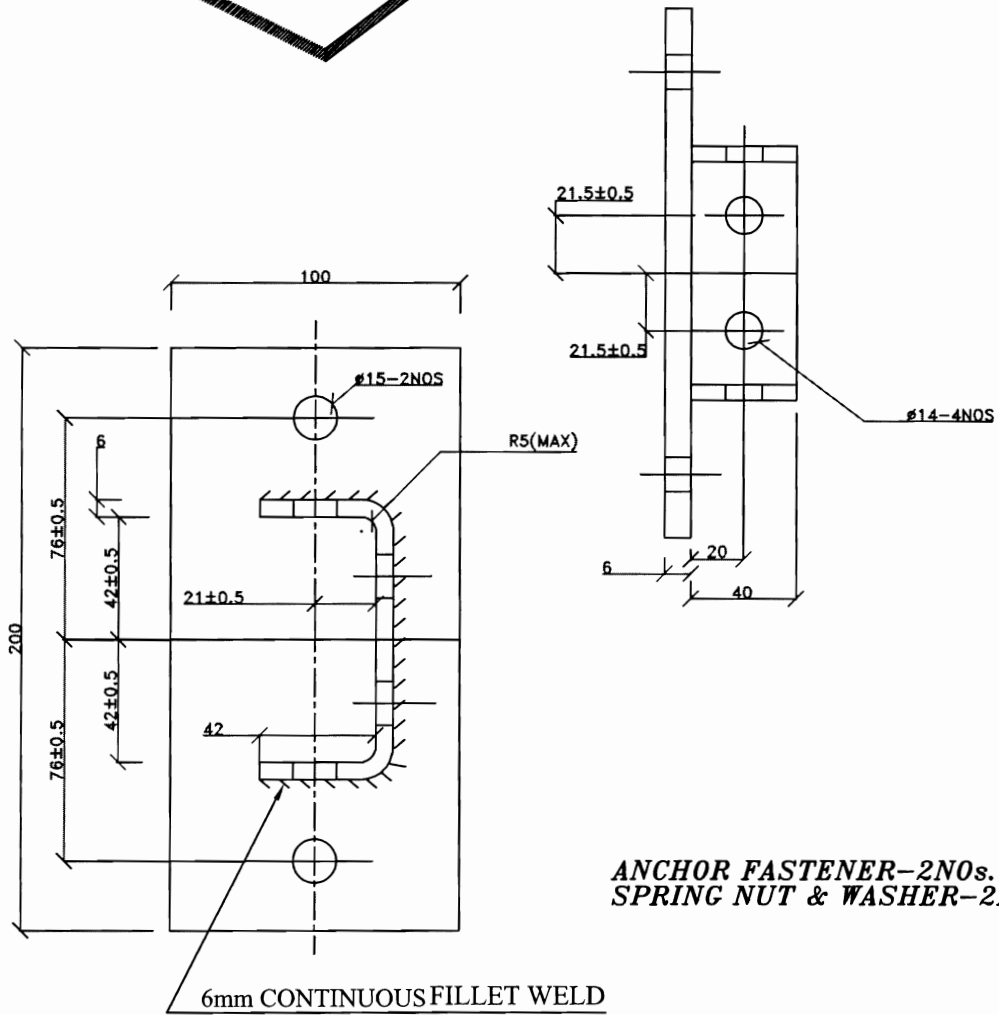 21.5±0.5
21.5±0.5
ø14-4NOS
20
6
40
100
ø15-2NOS
R5(MAX)
6
76±0.5
42±0.5
21±0.5
200
42±0.5
76±0.5
42
ANCHOR FASTENER-2NOs.
SPRING NUT & WASHER-2
6mm CONTINUOUS FILLET WELD